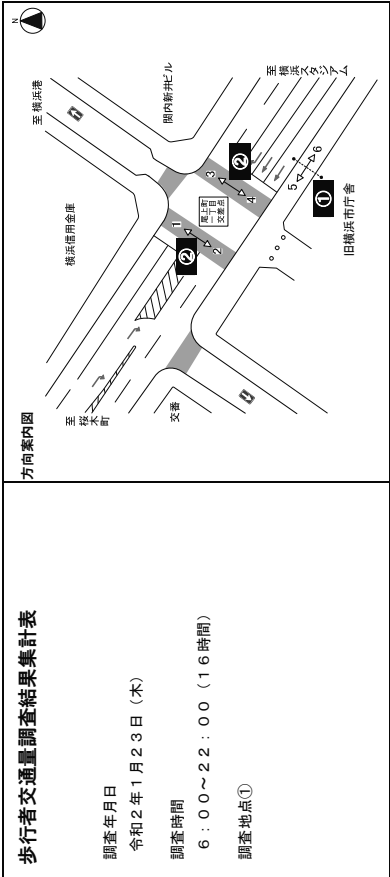 歩行者交通量調査結果集計表
調査年月日
令和２年１月２３日（木）
調査時間
６：００～２２：００（１６時間）
調査地点①
方向案内図
至
桜
木
町
横浜信用金庫
至 横浜港
交番
関内新井ビル
②
1
2
尾上町
一丁目
交差点
3
4
②
至
横浜
スタジアム
5
6
①
旧横浜市庁舎